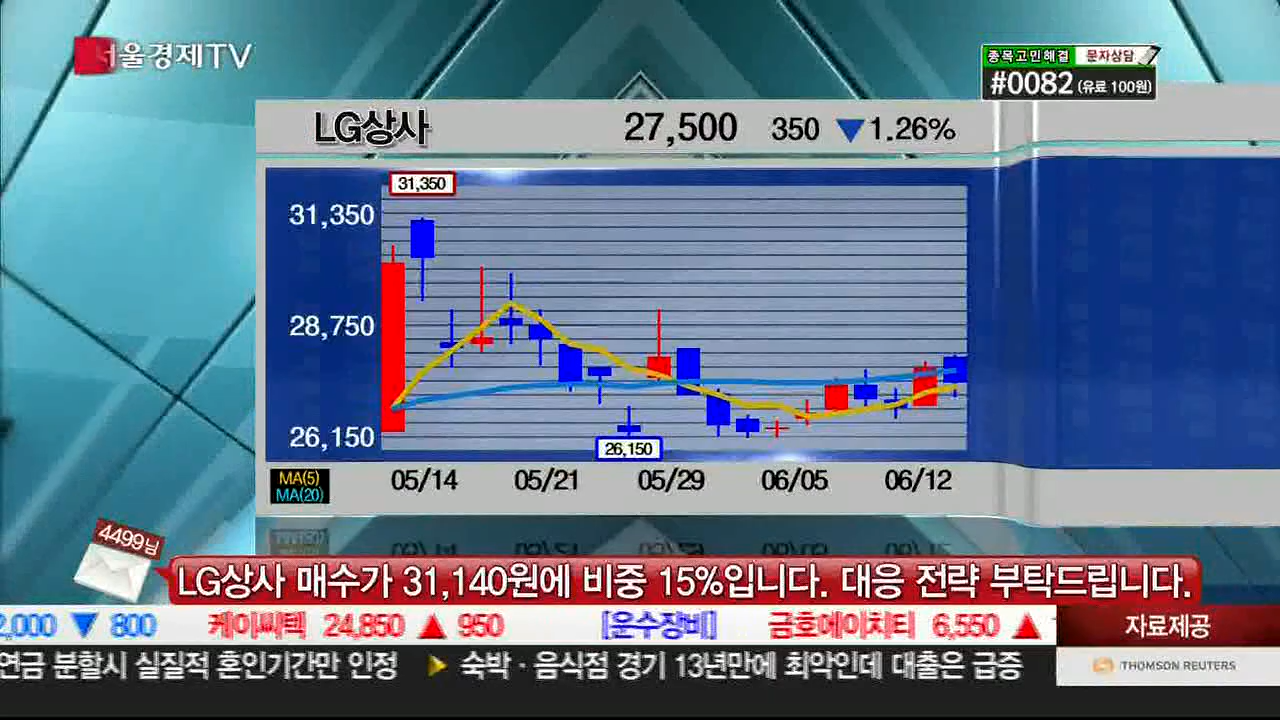 서울경제TV
종목고민해결 문자상담
#0082 (유료 100원)
LG상사 27,500 350 ▼1.26%
31,350
31,350
28,750
26,150
26,150
MA(5)
MA(20)
05/14 05/21 05/29 06/05 06/12
4499님
LG상사 매수가 31,140원에 비중 15%입니다. 대응 전략 부탁드립니다.
2,000 ▼ 800 케이씨텍 24,850 ▲ 950 [운수장비] 금호에이치티 6,550 ▲
자료제공
연금 분할시 실질적 혼인기간만 인정 ▶ 숙박·음식점 경기 13년만에 최악인데 대출은 급증
THOMSON REUTERS